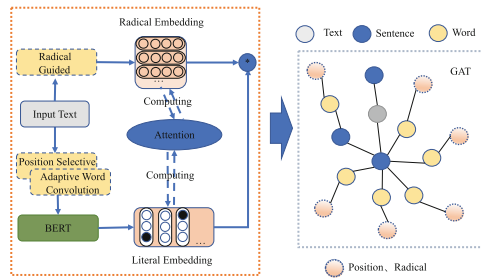 Radical Embedding
Radical
Guided
...
*
Computing
Input Text
Attention
Position Selective
Adaptive Word
Convolution
Computing
BERT
...
Literal Embedding
Text
Sentence
Word
GAT
Position、Radical